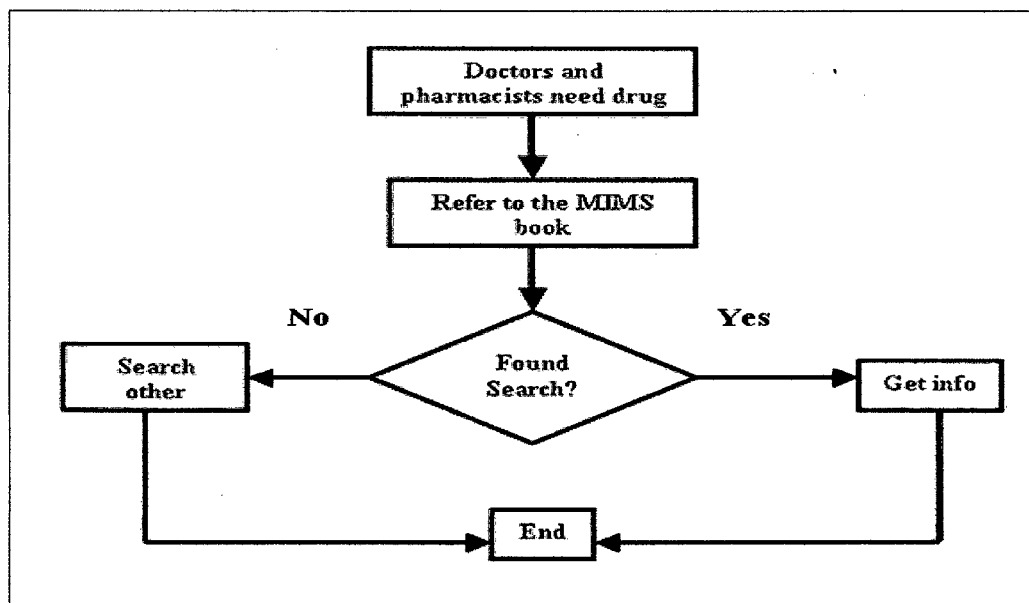 Doctors and
pharmacists need drug
Refer to the MIMS
book
No
Yes
Found
Search?
Search
other
Get info
End